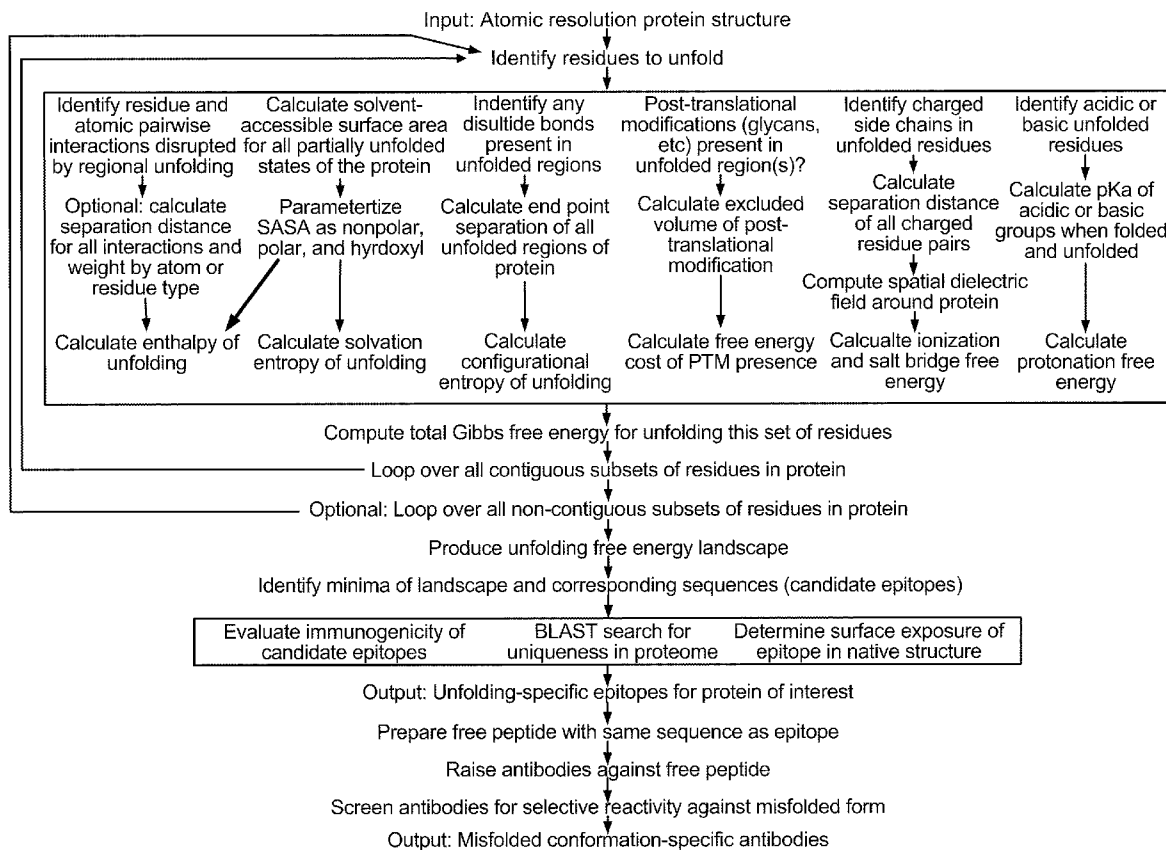 Input: Atomic resolution protein structure
Identify residues to unfold
Identify residue and
atomic pairwise
interactions disrupted
by regional unfolding
Optional: calculate
separation distance
for all interactions and
weight by atom or
residue type
Calculate enthalpy of
unfolding
Calculate solvent-
accessible surface area
for all partially unfolded
states of the protein
Parametertize
SASA as nonpolar,
polar, and hyrdoxyl
Calculate solvation
entropy of unfolding
Indentify any
disultide bonds
present in
unfolded regions
Calculate end point
separation of all
unfolded regions of
protein
Calculate
configurational
entropy of unfolding
Post-translational
modifications (glycans,
etc) present in
unfolded region(s)?
Calculate excluded
volume of post-
translational
modification
Calculate free energy
cost of PTM presence
Identify charged
side chains in
unfolded residues
Calculate
separation distance
of all charged
residue pairs
Compute spatial dielectric
field around protein
Calcualte ionization
and salt bridge free
energy
Identify acidic or
basic unfolded
residues
Calculate pKa of
acidic or basic
groups when folded
and unfolded
Calculate
protonation free
energy
Compute total Gibbs free energy for unfolding this set of residues
Loop over all contiguous subsets of residues in protein
Optional: Loop over all non-contiguous subsets of residues in protein
Produce unfolding free energy landscape
Identify minima of landscape and corresponding sequences (candidate epitopes)
Evaluate immunogenicity of
candidate epitopes
BLAST search for
uniqueness in proteome
Determine surface exposure of
epitope in native structure
Output: Unfolding-specific epitopes for protein of interest
Prepare free peptide with same sequence as epitope
Raise antibodies against free peptide
Screen antibodies for selective reactivity against misfolded form
Output: Misfolded conformation-specific antibodies